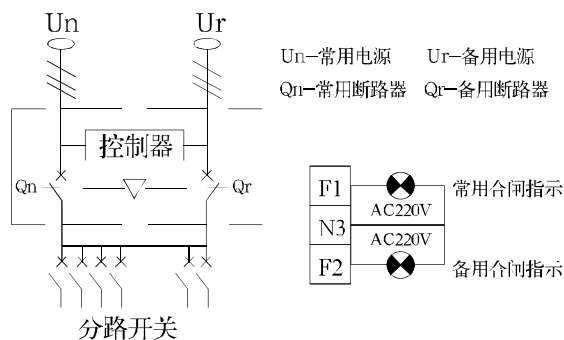 Un
Ur
Un-常用电源
Ur-备用电源
Qn-常用断路器
Qr-备用断路器
控制器
Qn
Qr
F1
常用合闸指示
AC220V
N3
AC220V
F2
备用合闸指示
分路开关